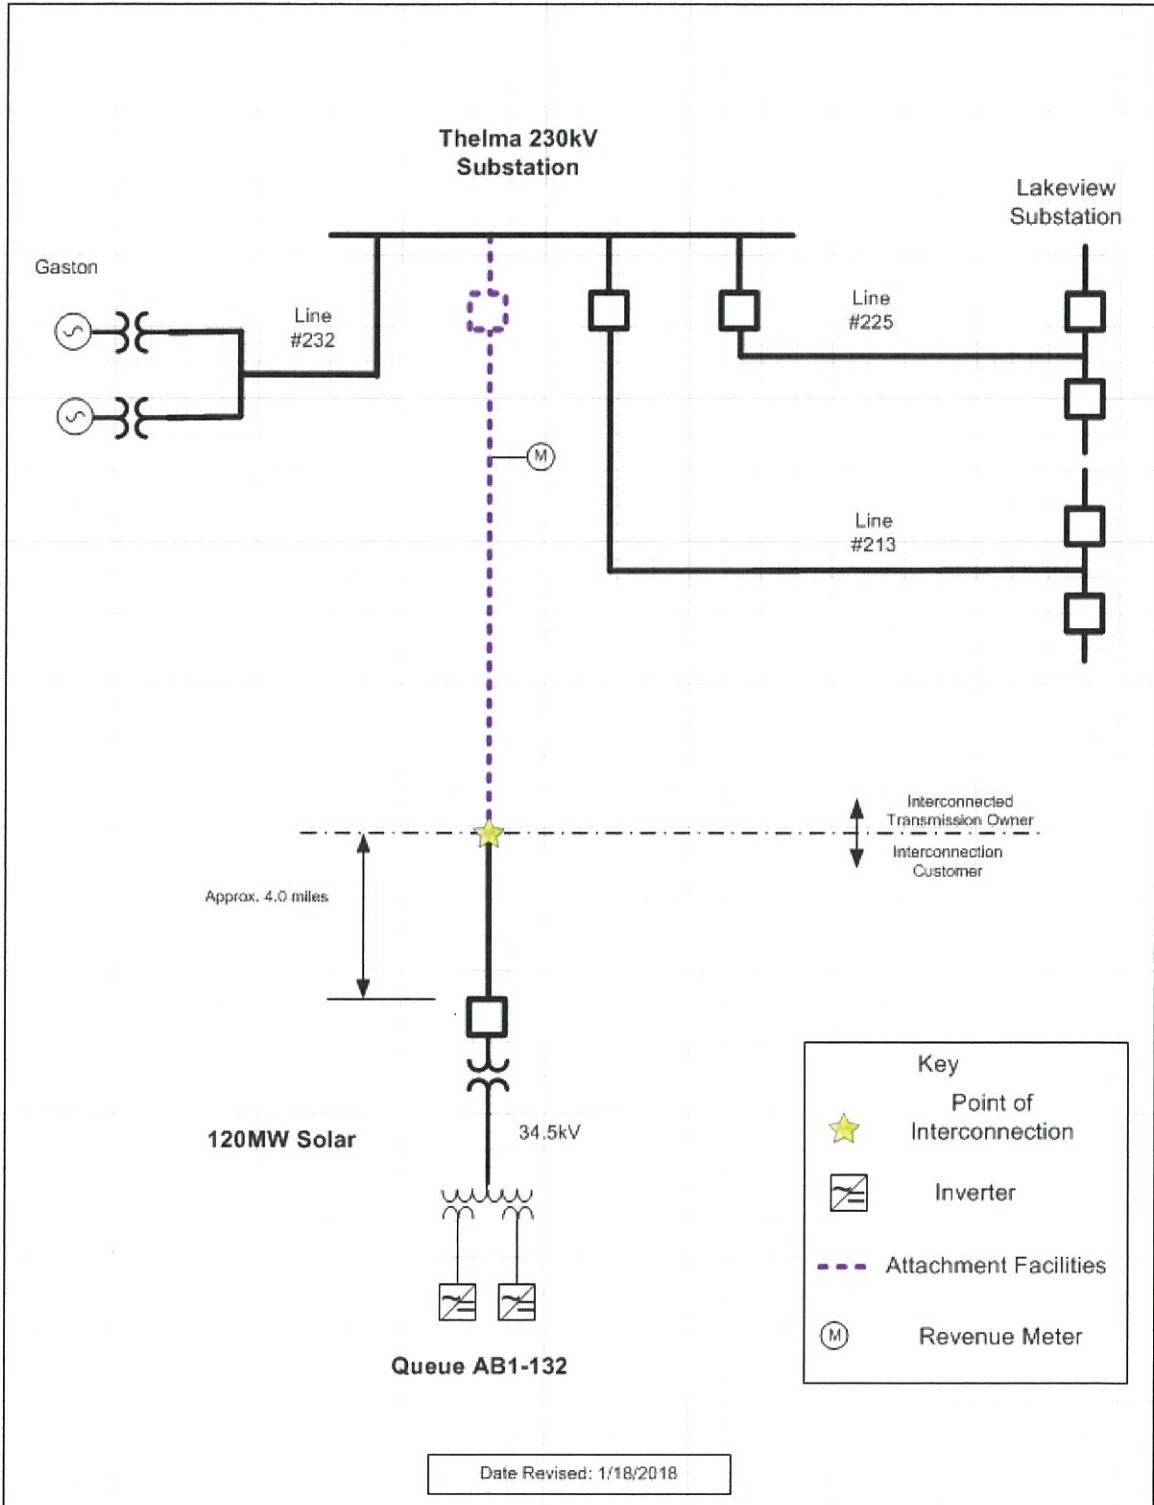 Thelma 230kV
Substation
Lakeview
Substation
Gaston
Line
#232
Line
#225
M
Line
#213
Interconnected
Transmission Owner
Interconnection
Customer
Approx. 4.0 miles
120MW Solar
34.5kV
Queue AB1-132
Key
Point of
Interconnection
Inverter
Attachment Facilities
M
Revenue Meter
Date Revised: 1/18/2018